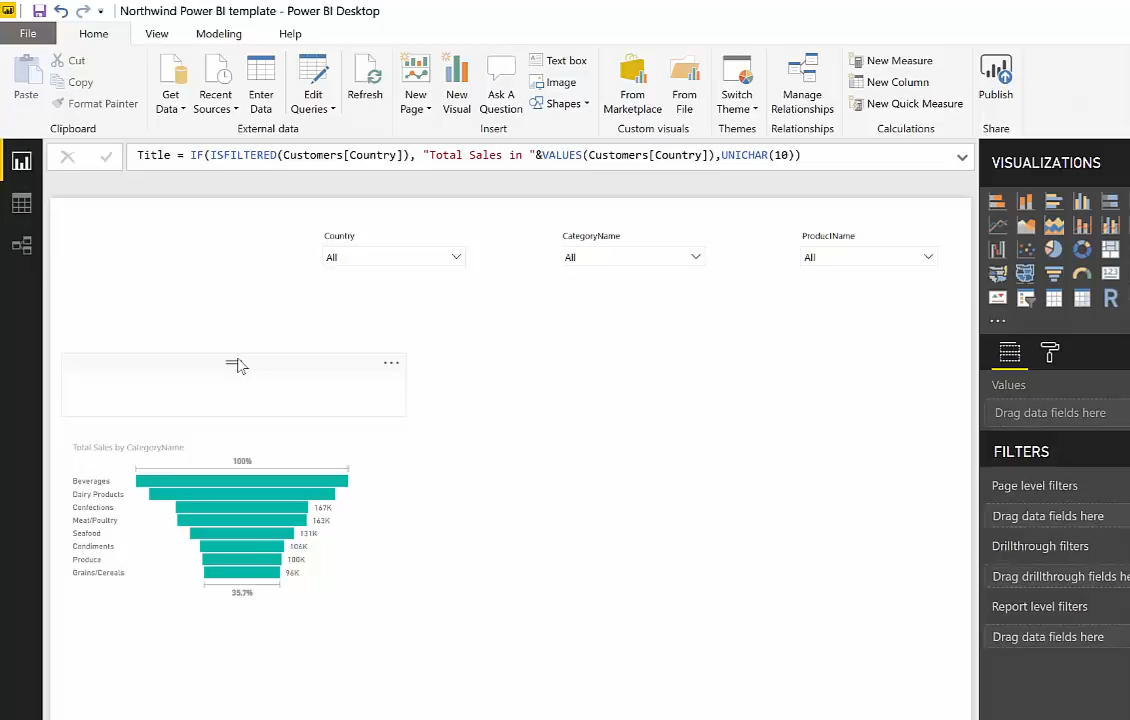 Northwind Power BI template - Power BI Desktop
File Home View Modeling Help
Paste
Cut
Copy
Format Painter
Clipboard
Get Data
Recent Sources
Enter Data
Edit Queries
Refresh
External data
New Page
New Visual
Ask A Question
Text box
Image
Shapes
Insert
From Marketplace
From File
Custom visuals
Switch Theme
Themes
Manage Relationships
Relationships
New Measure
New Column
New Quick Measure
Calculations
Publish
Share
Title = IF(ISFILTERED(Customers[Country]), "Total Sales in "&VALUES(Customers[Country]),UNICHAR(10))
Country
All
CategoryName
All
ProductName
All
Total Sales by CategoryName
100%
Beverages
Dairy Products
Confections 167K
Meat/Poultry 163K
Seafood 131K
Condiments 106K
Produce 100K
Grains/Cereals 96K
35.7%
VISUALIZATIONS
123
R
Values
Drag data fields here
FILTERS
Page level filters
Drag data fields here
Drillthrough filters
Drag drillthrough fields he
Report level filters
Drag data fields here